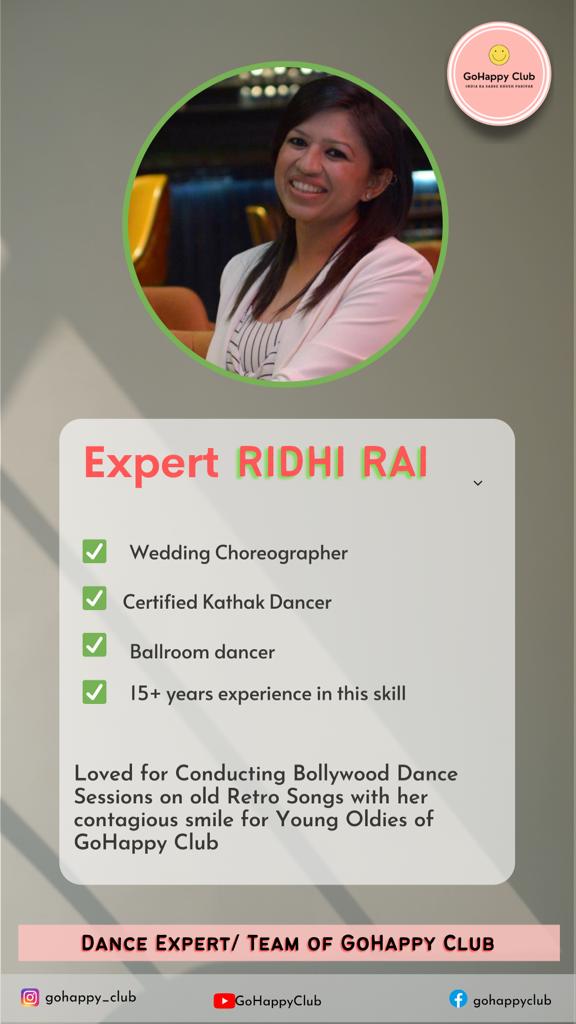 GoHappy Club
INDIA KA SABSE KHUSH PARIVAR
Expert RIDHI RAI
Wedding Choreographer
Certified Kathak Dancer
Ballroom dancer
15+ years experience in this skill
Loved for Conducting Bollywood Dance
Sessions on old Retro Songs with her
contagious smile for Young Oldies of
GoHappy Club
Dance Expert/ Team of GoHappy Club
gohappy_club
GoHappyClub
gohappyclub